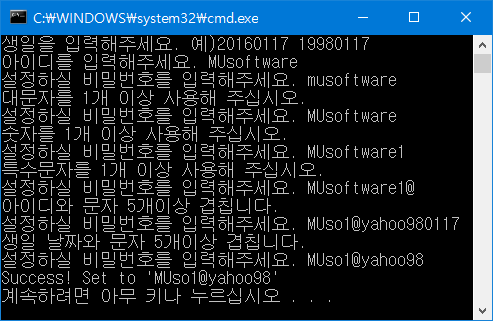 C:₩WINDOWS₩system32₩cmd.exe
생일을 입력해주세요. 예)20160117 19980117
아이디를 입력해주세요. MUsoftware
설정하실 비밀번호를 입력해주세요. musoftware
대문자를 1개 이상 사용해 주십시오.
설정하실 비밀번호를 입력해주세요. MUsoftware
숫자를 1개 이상 사용해 주십시오.
설정하실 비밀번호를 입력해주세요. MUsoftware1
특수문자를 1개 이상 사용해 주십시오.
설정하실 비밀번호를 입력해주세요. MUsoftware1@
아이디와 문자 5개이상 겹칩니다.
설정하실 비밀번호를 입력해주세요. MUso1@yahoo980117
생일 날짜와 문자 5개이상 겹칩니다.
설정하실 비밀번호를 입력해주세요. MUso1@yahoo98
Success! Set to 'MUso1@yahoo98'
계속하려면 아무 키나 누르십시오 . . .